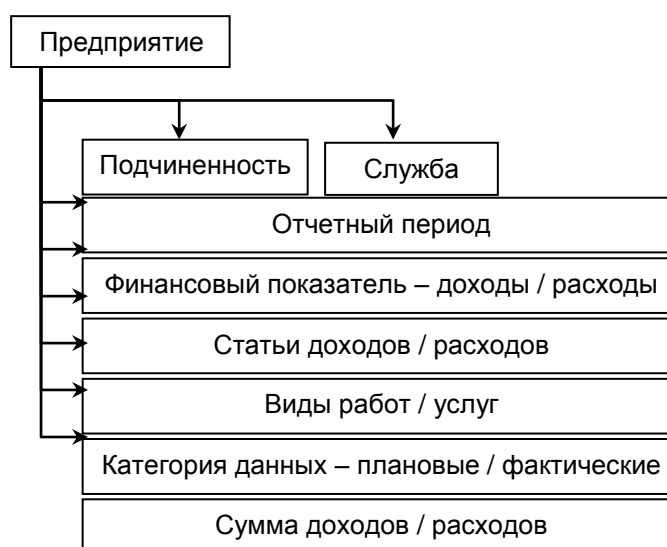 Предприятие
Подчиненность
Служба
Отчетный период
Финансовый показатель – доходы / расходы
Статьи доходов / расходов
Виды работ / услуг
Категория данных – плановые / фактические
Сумма доходов / расходов